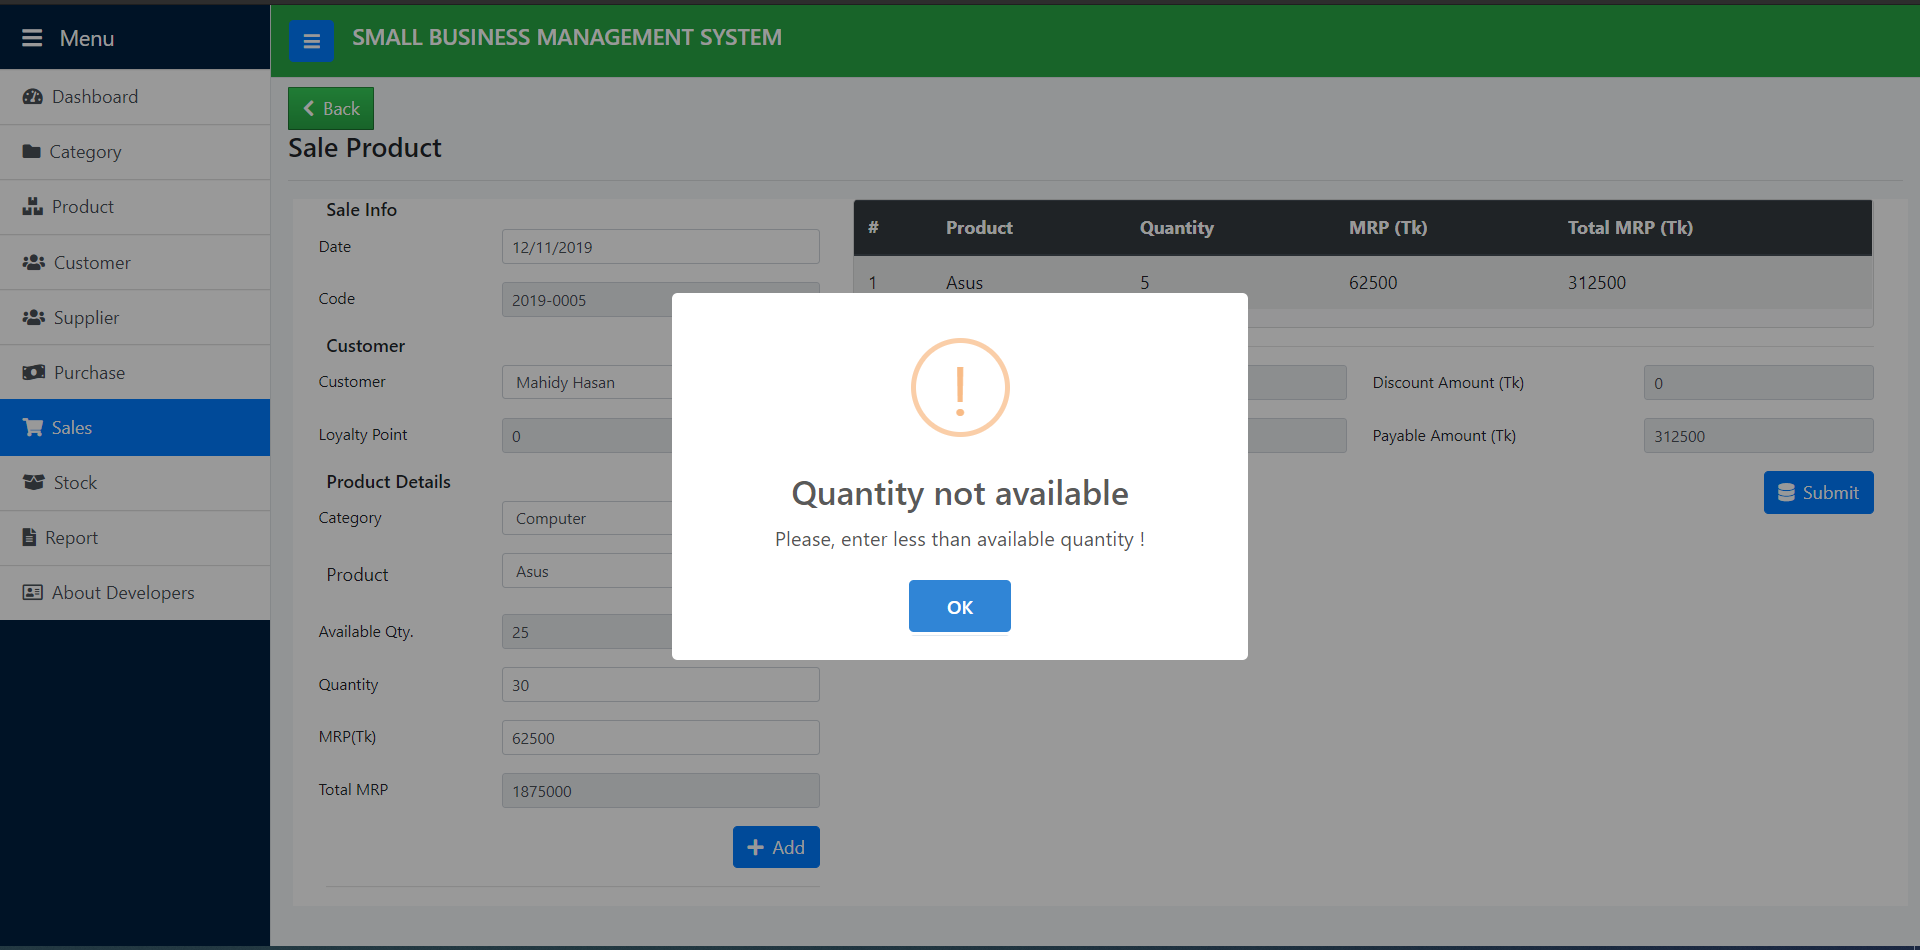 Menu
SMALL BUSINESS MANAGEMENT SYSTEM
Dashboard
Category
Product
Customer
Supplier
Purchase
Sales
Stock
Report
About Developers
Back
Sale Product
Sale Info
Date 12/11/2019
Code 2019-0005
Customer
Customer Mahidy Hasan
Loyalty Point 0
Product Details
Category Computer
Product Asus
Available Qty. 25
Quantity 30
MRP(Tk) 62500
Total MRP 1875000
Add
# Product Quantity MRP (Tk) Total MRP (Tk)
1 Asus 5 62500 312500
Discount Amount (Tk) 0
Payable Amount (Tk) 312500
Submit
!
Quantity not available
Please, enter less than available quantity !
OK